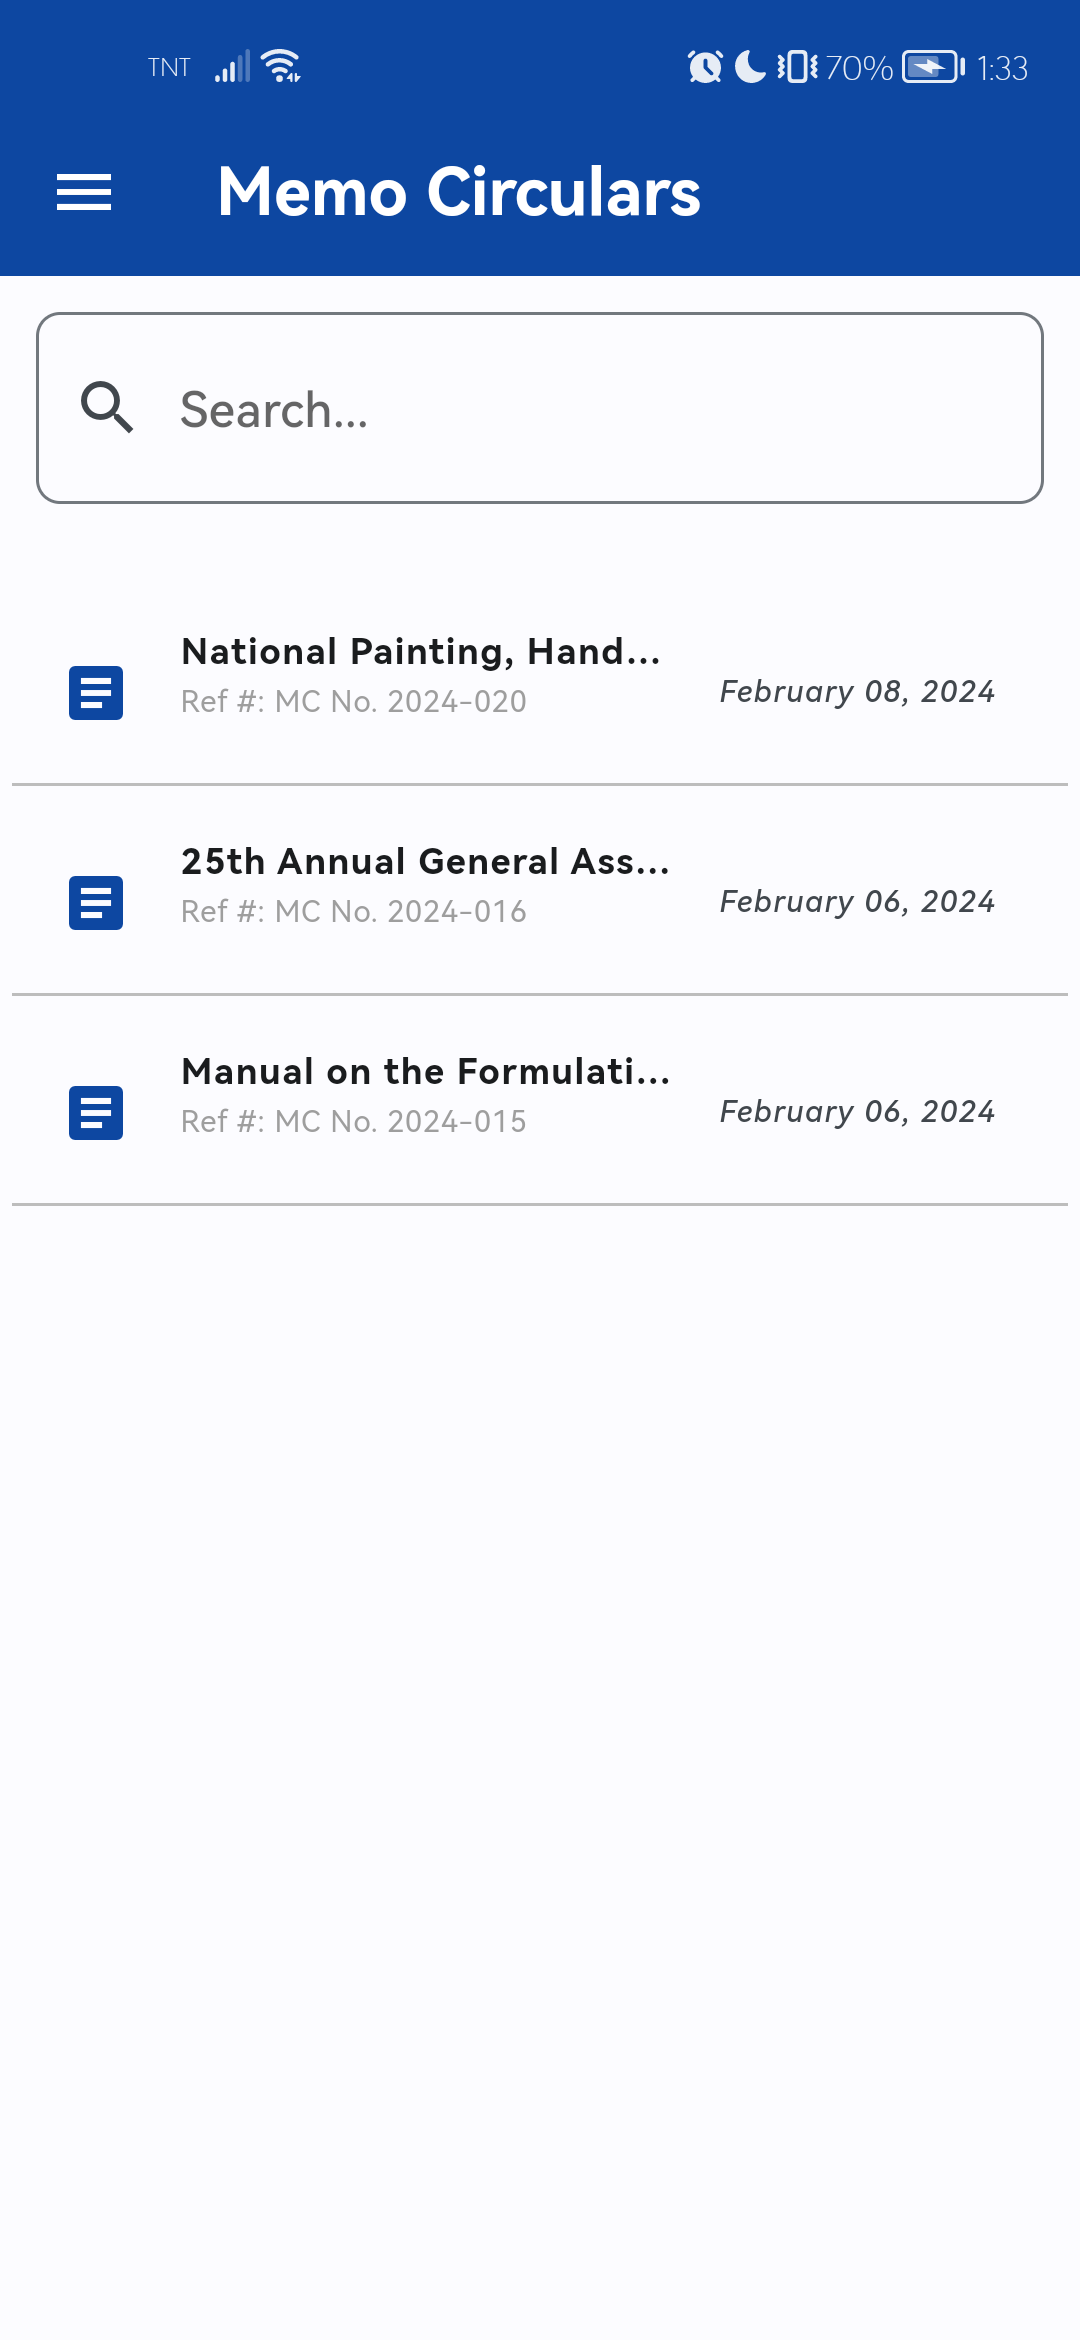 TNT 70% 1:33
Memo Circulars
Search...
National Painting, Hand...
Ref #: MC No. 2024-020
February 08, 2024
25th Annual General Ass...
Ref #: MC No. 2024-016
February 06, 2024
Manual on the Formulati...
Ref #: MC No. 2024-015
February 06, 2024